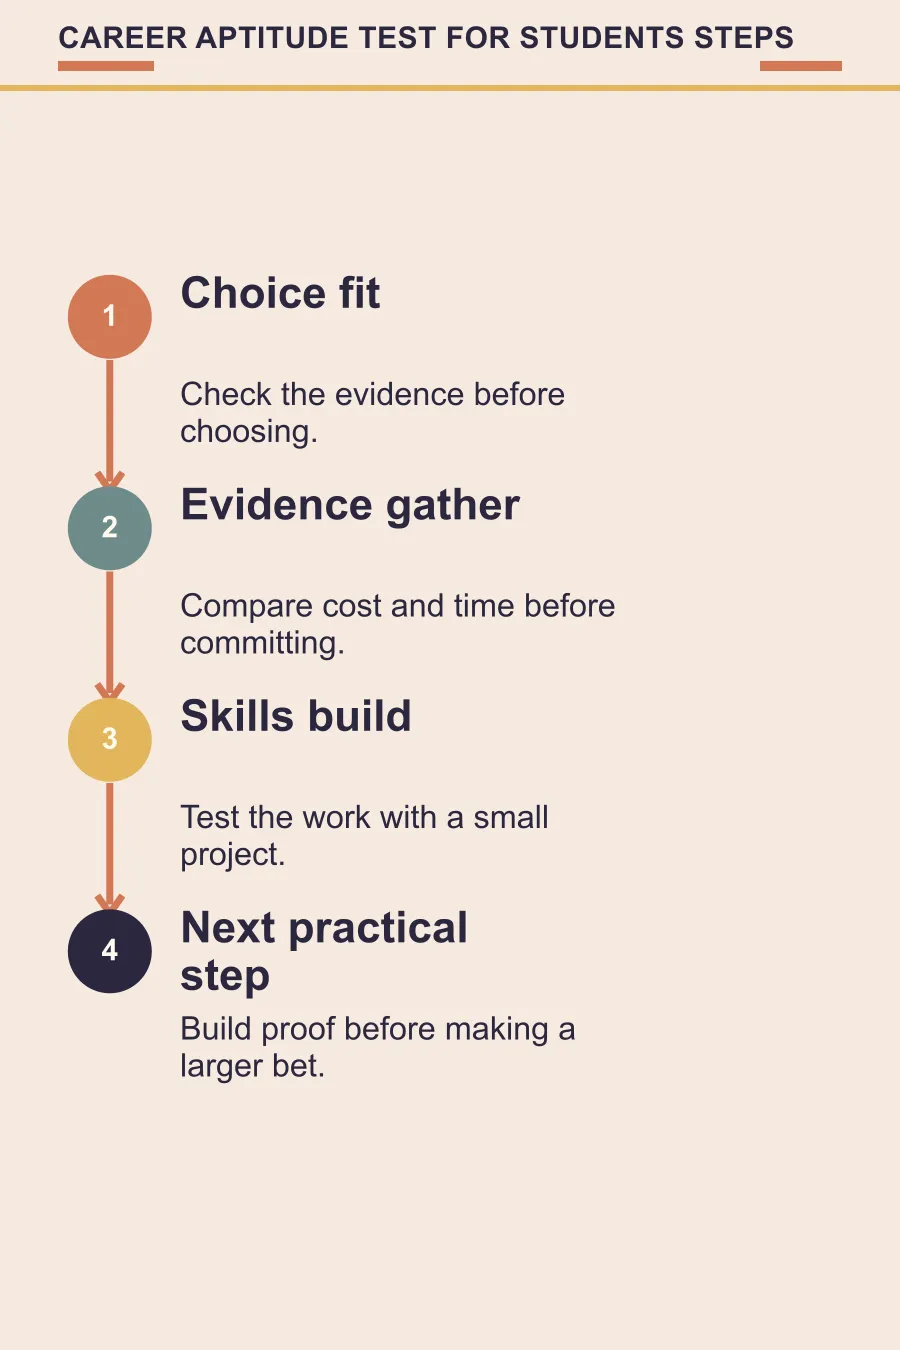 CAREER APTITUDE TEST FOR STUDENTS STEPS
1
Choice fit
Check the evidence before
choosing.
2
Evidence gather
Compare cost and time before
committing.
3
Skills build
Test the work with a small
project.
4
Next practical
step
Build proof before making a
larger bet.